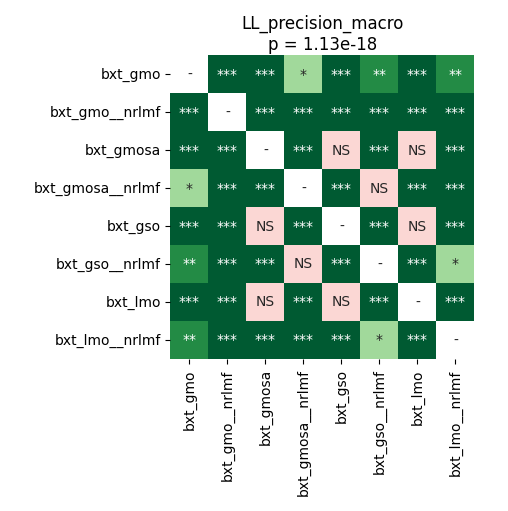 LL_precision_macro
p = 1.13e-18
bxt_gmo - *** *** * *** ** *** **
bxt_gmo__nrlmf *** - *** *** *** *** *** ***
bxt_gmosa *** *** - *** NS *** NS ***
bxt_gmosa__nrlmf * *** *** - *** NS *** ***
bxt_gso *** *** NS *** - *** NS ***
bxt_gso__nrlmf ** *** *** NS *** - *** *
bxt_lmo *** *** NS *** NS *** - ***
bxt_lmo__nrlmf ** *** *** *** *** * *** -
bxt_gmo
bxt_gmo__nrlmf
bxt_gmosa
bxt_gmosa__nrlmf
bxt_gso
bxt_gso__nrlmf
bxt_lmo
bxt_lmo__nrlmf